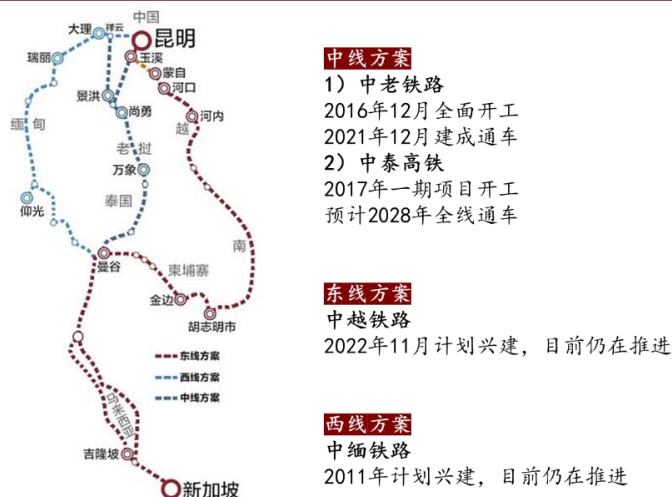 中国
大理
祥云
昆明
瑞丽
玉溪
蒙自
河口
景洪
尚勇
河内
缅甸
越
老挝
万象
泰国
仰光
南
曼谷
柬埔寨
金边
胡志明市
东线方案
西线方案
中线方案
马来西亚
吉隆坡
新加坡
中线方案
1）中老铁路
2016年12月全面开工
2021年12月建成通车
2）中泰高铁
2017年一期项目开工
预计2028年全线通车
东线方案
中越铁路
2022年11月计划兴建，目前仍在推进
西线方案
中缅铁路
2011年计划兴建，目前仍在推进